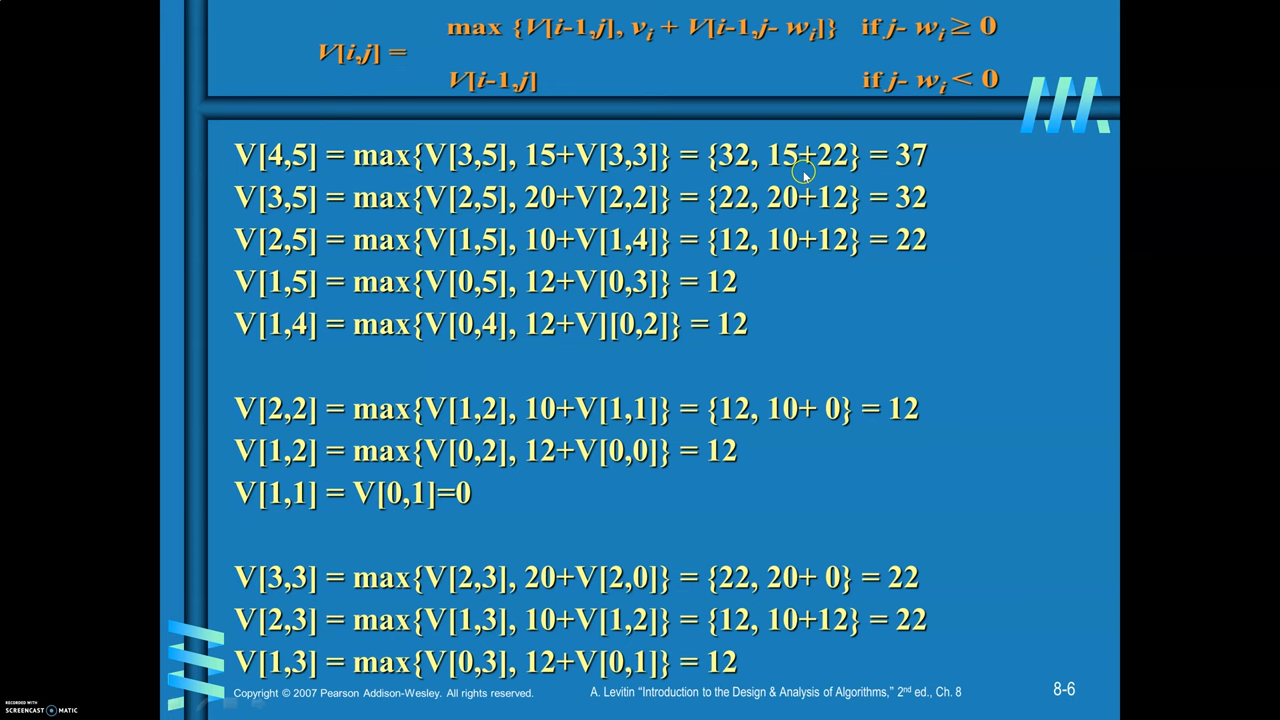 max {V[i-1,j], vi + V[i-1,j- wi]} if j- wi ≥ 0
V[i,j] =
V[i-1,j] if j- wi < 0
V[4,5] = max{V[3,5], 15+V[3,3]} = {32, 15+22} = 37
V[3,5] = max{V[2,5], 20+V[2,2]} = {22, 20+12} = 32
V[2,5] = max{V[1,5], 10+V[1,4]} = {12, 10+12} = 22
V[1,5] = max{V[0,5], 12+V[0,3]} = 12
V[1,4] = max{V[0,4], 12+V][0,2]} = 12
V[2,2] = max{V[1,2], 10+V[1,1]} = {12, 10+ 0} = 12
V[1,2] = max{V[0,2], 12+V[0,0]} = 12
V[1,1] = V[0,1]=0
V[3,3] = max{V[2,3], 20+V[2,0]} = {22, 20+ 0} = 22
V[2,3] = max{V[1,3], 10+V[1,2]} = {12, 10+12} = 22
V[1,3] = max{V[0,3], 12+V[0,1]} = 12
Copyright © 2007 Pearson Addison-Wesley. All rights reserved. A. Levitin “Introduction to the Design & Analysis of Algorithms,” 2nd ed., Ch. 8 8-6
RECORDED WITH
SCREENCAST MATIC